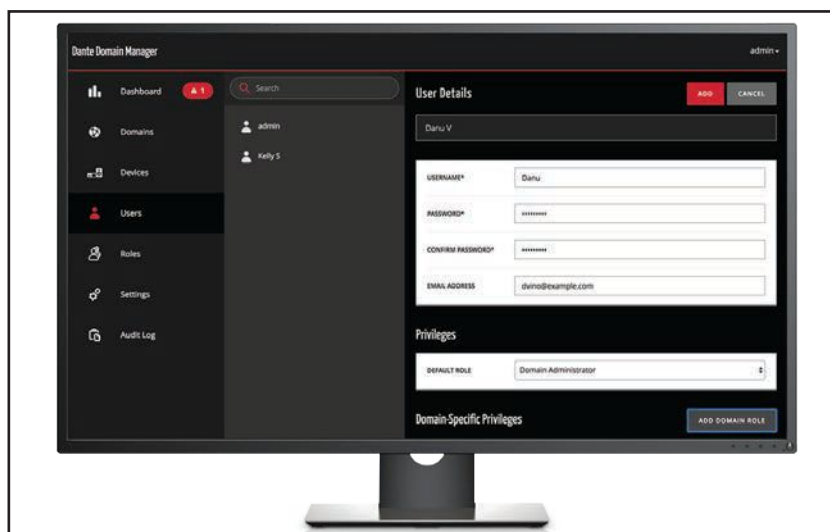 Dante Domain Manager
admin
Dashboard
1
Domains
Devices
Users
Roles
Settings
Audit Log
Search
admin
Kelly S
User Details
ADD
CANCEL
Danu V
USERNAME*
Danu
PASSWORD*
•••••••••
CONFIRM PASSWORD*
•••••••••
EMAIL ADDRESS
dvino@example.com
Privileges
DEFAULT ROLE
Domain Administrator
Domain-Specific Privileges
ADD DOMAIN ROLE